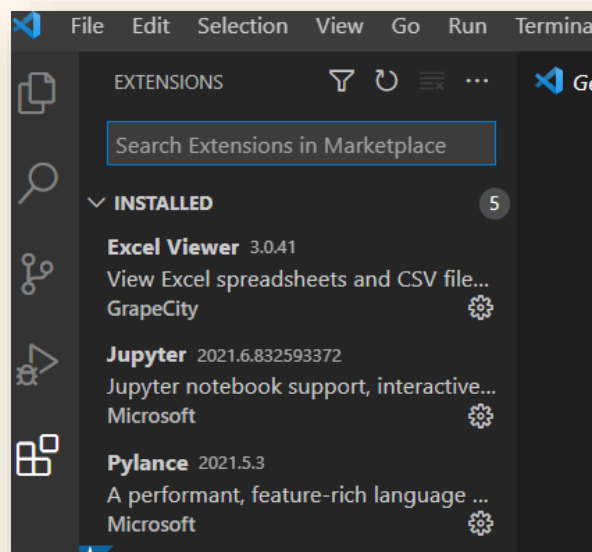 File Edit Selection View Go Run Termina
EXTENSIONS
Ge
Search Extensions in Marketplace
INSTALLED 5
Excel Viewer 3.0.41
View Excel spreadsheets and CSV file...
GrapeCity
Jupyter 2021.6.832593372
Jupyter notebook support, interactive...
Microsoft
Pylance 2021.5.3
A performant, feature-rich language ...
Microsoft